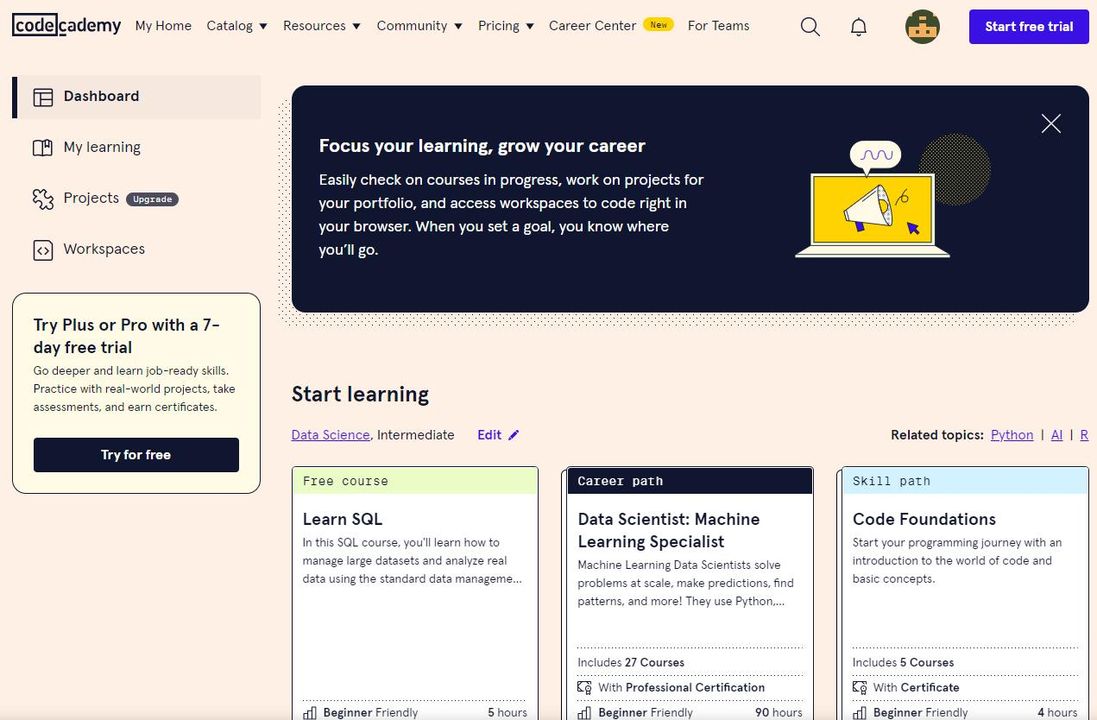 codecademy My Home Catalog Resources Community Pricing Career Center New For Teams Start free trial
Dashboard
My learning
Projects Upgrade
Workspaces
Try Plus or Pro with a 7-
day free trial
Go deeper and learn job-ready skills.
Practice with real-world projects, take
assessments, and earn certificates.
Try for free
Focus your learning, grow your career
Easily check on courses in progress, work on projects for
your portfolio, and access workspaces to code right in
your browser. When you set a goal, you know where
you'll go.
Start learning
Data Science, Intermediate Edit
Related topics: Python | AI | R
Free course
Learn SQL
In this SQL course, you'll learn how to
manage large datasets and analyze real
data using the standard data manageme...
Beginner Friendly 5 hours
Career path
Data Scientist: Machine
Learning Specialist
Machine Learning Data Scientists solve
problems at scale, make predictions, find
patterns, and more! They use Python,...
Includes 27 Courses
With Professional Certification
Beginner Friendly 90 hours
Skill path
Code Foundations
Start your programming journey with an
introduction to the world of code and
basic concepts.
Includes 5 Courses
With Certificate
Beginner Friendly 4 hours